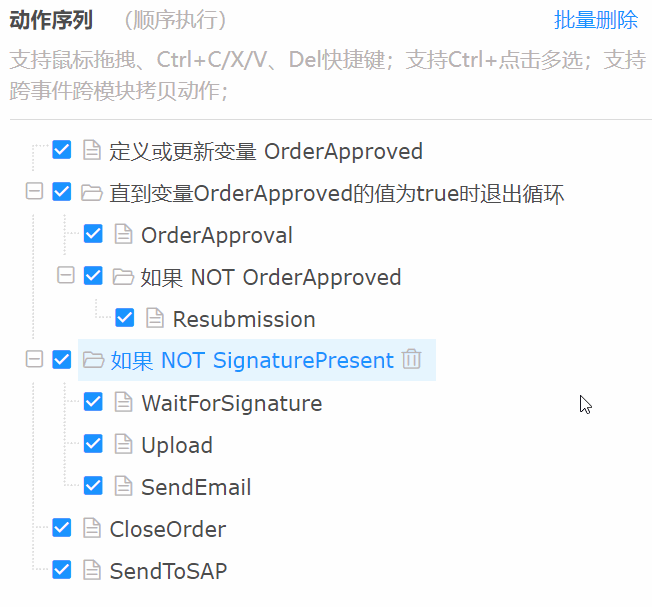 动作序列 （顺序执行） 批量删除
支持鼠标拖拽、Ctrl+C/X/V、Del快捷键；支持Ctrl+点击多选；支持
跨事件跨模块拷贝动作；
定义或更新变量 OrderApproved
直到变量OrderApproved的值为true时退出循环
OrderApproval
如果 NOT OrderApproved
Resubmission
如果 NOT SignaturePresent
WaitForSignature
Upload
SendEmail
CloseOrder
SendToSAP